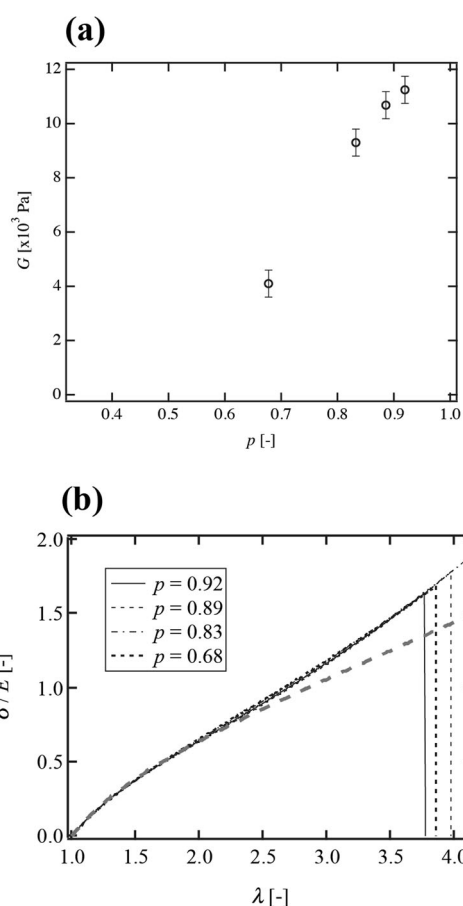 (a)
12
10
8
6
4
2
0
G [x10³ Pa]
0.4 0.5 0.6 0.7 0.8 0.9 1.0
p [-]
(b)
2.0
1.5
1.0
0.5
0.0
σ / E [-]
p = 0.92
p = 0.89
p = 0.83
p = 0.68
1.0 1.5 2.0 2.5 3.0 3.5 4.0
λ [-]